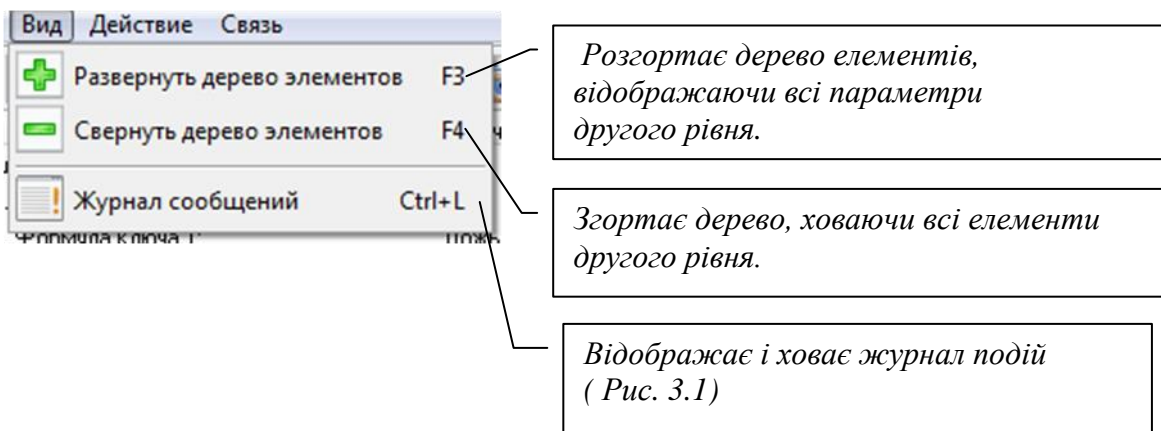 Вид Действие Связь
Развернуть дерево элементов F3
Свернуть дерево элементов F4
Журнал сообщений Ctrl+L
Розгортає дерево елементів,
відображаючи всі параметри
другого рівня.
Згортає дерево, ховаючи всі елементи
другого рівня.
Відображає і ховає журнал подій
( Рис. 3.1)